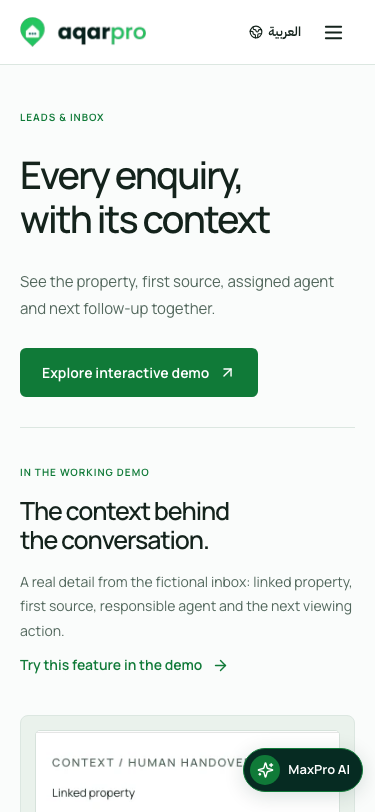 aqarpro
العربية
LEADS & INBOX
Every enquiry,
with its context
See the property, first source, assigned agent
and next follow-up together.
Explore interactive demo
IN THE WORKING DEMO
The context behind
the conversation.
A real detail from the fictional inbox: linked property,
first source, responsible agent and the next viewing
action.
Try this feature in the demo
CONTEXT / HUMAN
MaxPro AI
Linked property